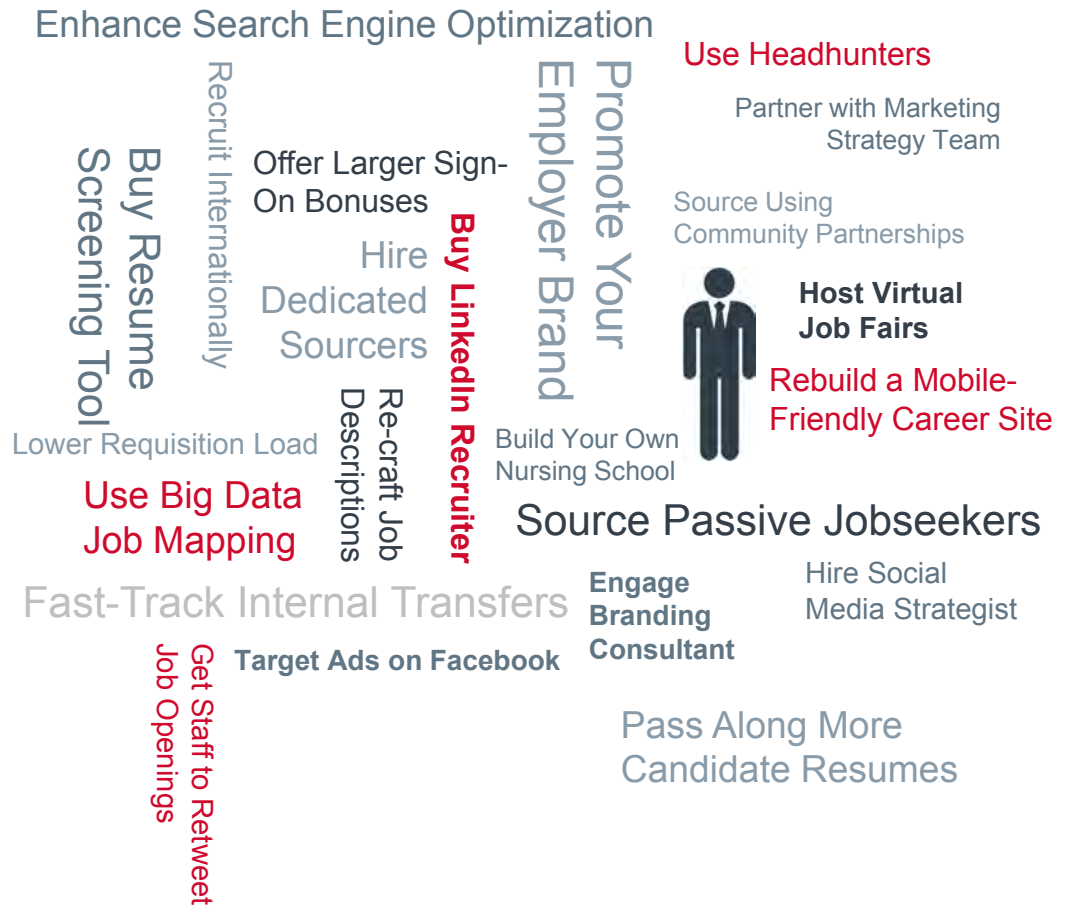 Enhance Search Engine Optimization
Use Headhunters
Partner with Marketing
Strategy Team
Recruit Internationally
Promote Your
Employer Brand
Buy Resume
Screening Tool
Offer Larger Sign-
On Bonuses
Source Using
Community Partnerships
Buy LinkedIn Recruiter
Hire
Dedicated
Sourcers
Host Virtual
Job Fairs
Rebuild a Mobile-
Friendly Career Site
Re-craft Job
Descriptions
Lower Requisition Load
Build Your Own
Nursing School
Use Big Data
Job Mapping
Source Passive Jobseekers
Fast-Track Internal Transfers
Engage
Branding
Consultant
Hire Social
Media Strategist
Get Staff to Retweet
Job Openings
Target Ads on Facebook
Pass Along More
Candidate Resumes